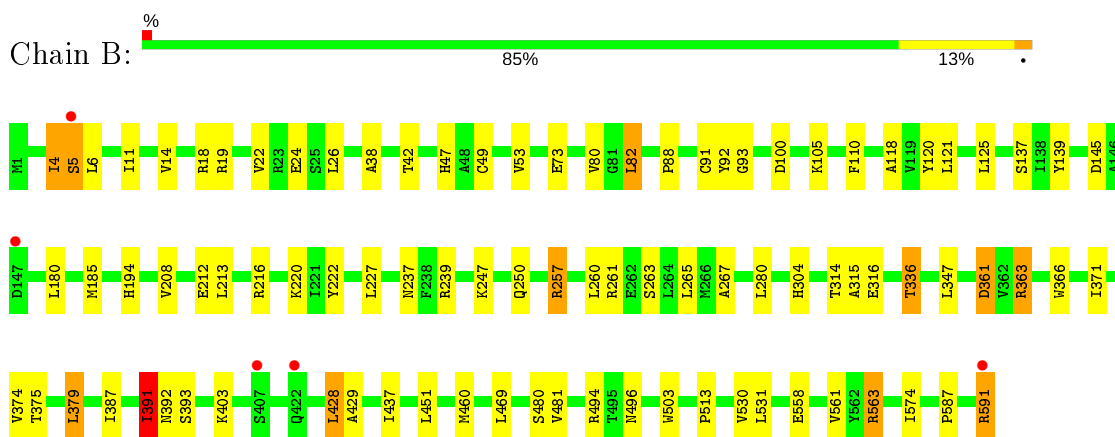 %
Chain B:
85% 13% •
M1 I4 S5 L6 I11 V14 R18 R19 V22 R23 E24 S25 L26 A38 T42 H47 A48 C49 V53 E73 V80 G81 L82 P88 C91 Y92 G93 D100 K105 F110 A118 V119 Y120 L121 L125 S137 I138 Y139 D145 A146
D147 L180 M185 H194 V208 E212 L213 R216 K220 I221 Y222 L227 N237 F238 R239 K247 Q250 R257 L260 R261 E262 S263 L264 L265 M266 A267 L280 H304 T314 A315 E316 T336 L347 D361 V362 R363 W366 I371
V374 T375 L379 I387 I391 N392 S393 K403 S407 Q422 L428 A429 I437 L451 M460 L469 S480 V481 R494 T495 N496 W503 P513 V530 L531 E558 V561 Y562 R563 I574 P587 R591